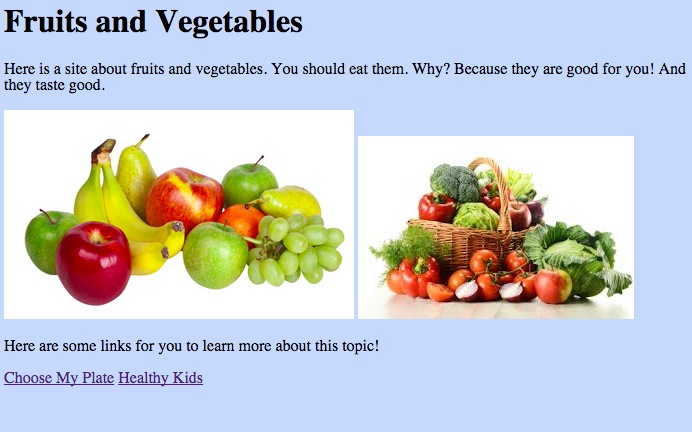 Fruits and Vegetables
Here is a site about fruits and vegetables. You should eat them. Why? Because they are good for you! And
they taste good.
Here are some links for you to learn more about this topic!
Choose My Plate Healthy Kids